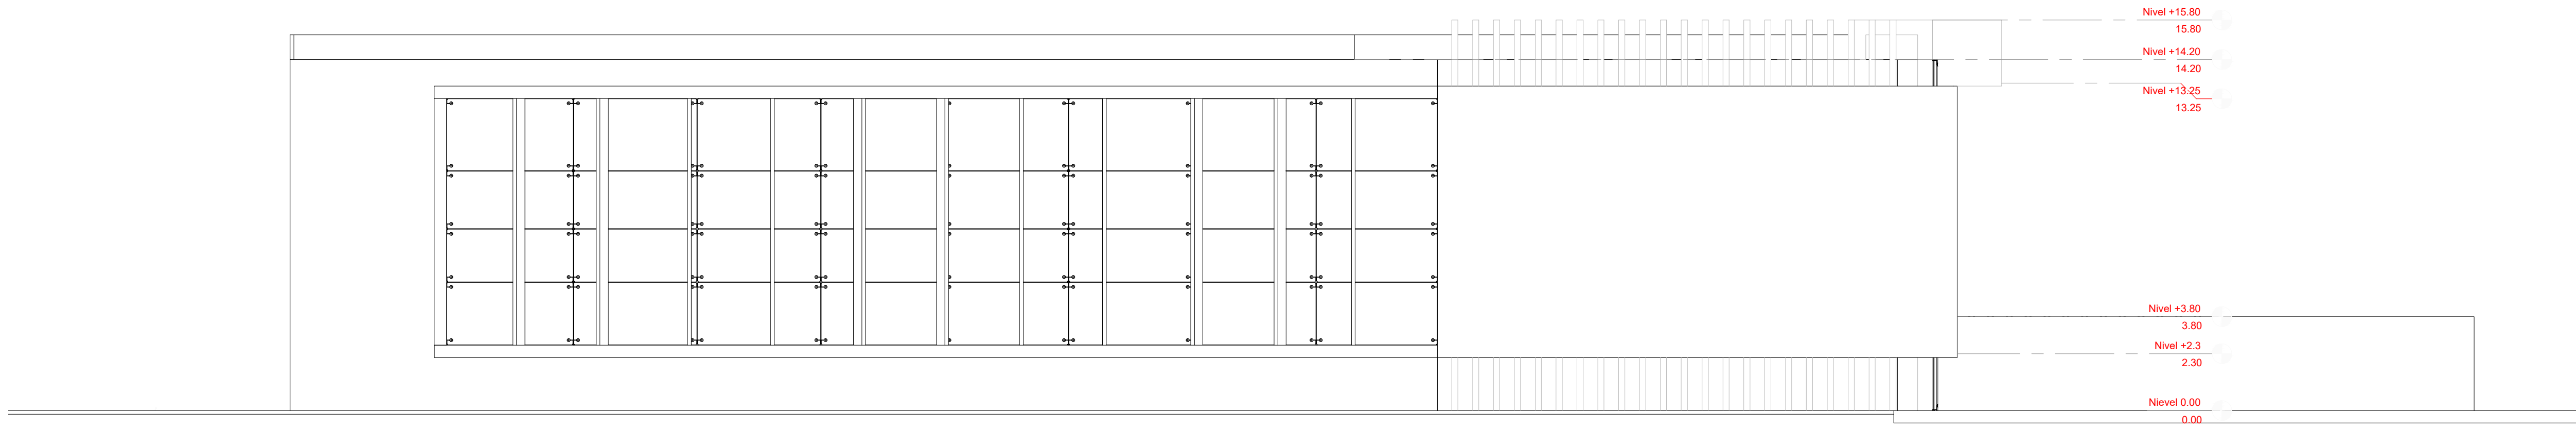 Nivel +15.80
15.80
Nivel +14.20
14.20
Nivel +13.25
13.25
Nivel +3.80
3.80
Nivel +2.3
2.30
Nievel 0.00
0.00